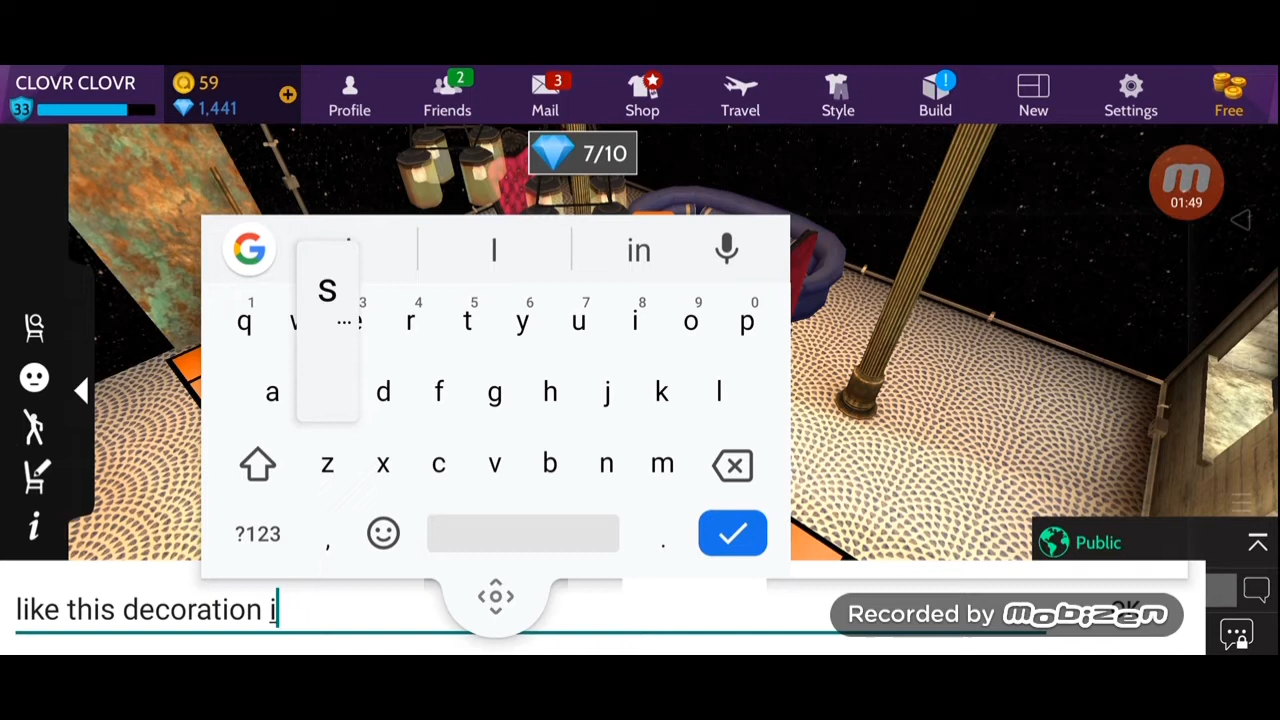 CLOVR CLOVR
33
59
1,441
Profile
2
Friends
3
Mail
Shop
Travel
Style
!
Build
New
Settings
Free
7/10
01:49
G
I
in
1 3 4 5 6 7 8 9 0
q e r t y u i o p
s
...
a d f g h j k l
z x c v b n m
?123 , .
Public
like this decoration i
OK
Recorded by mobizen